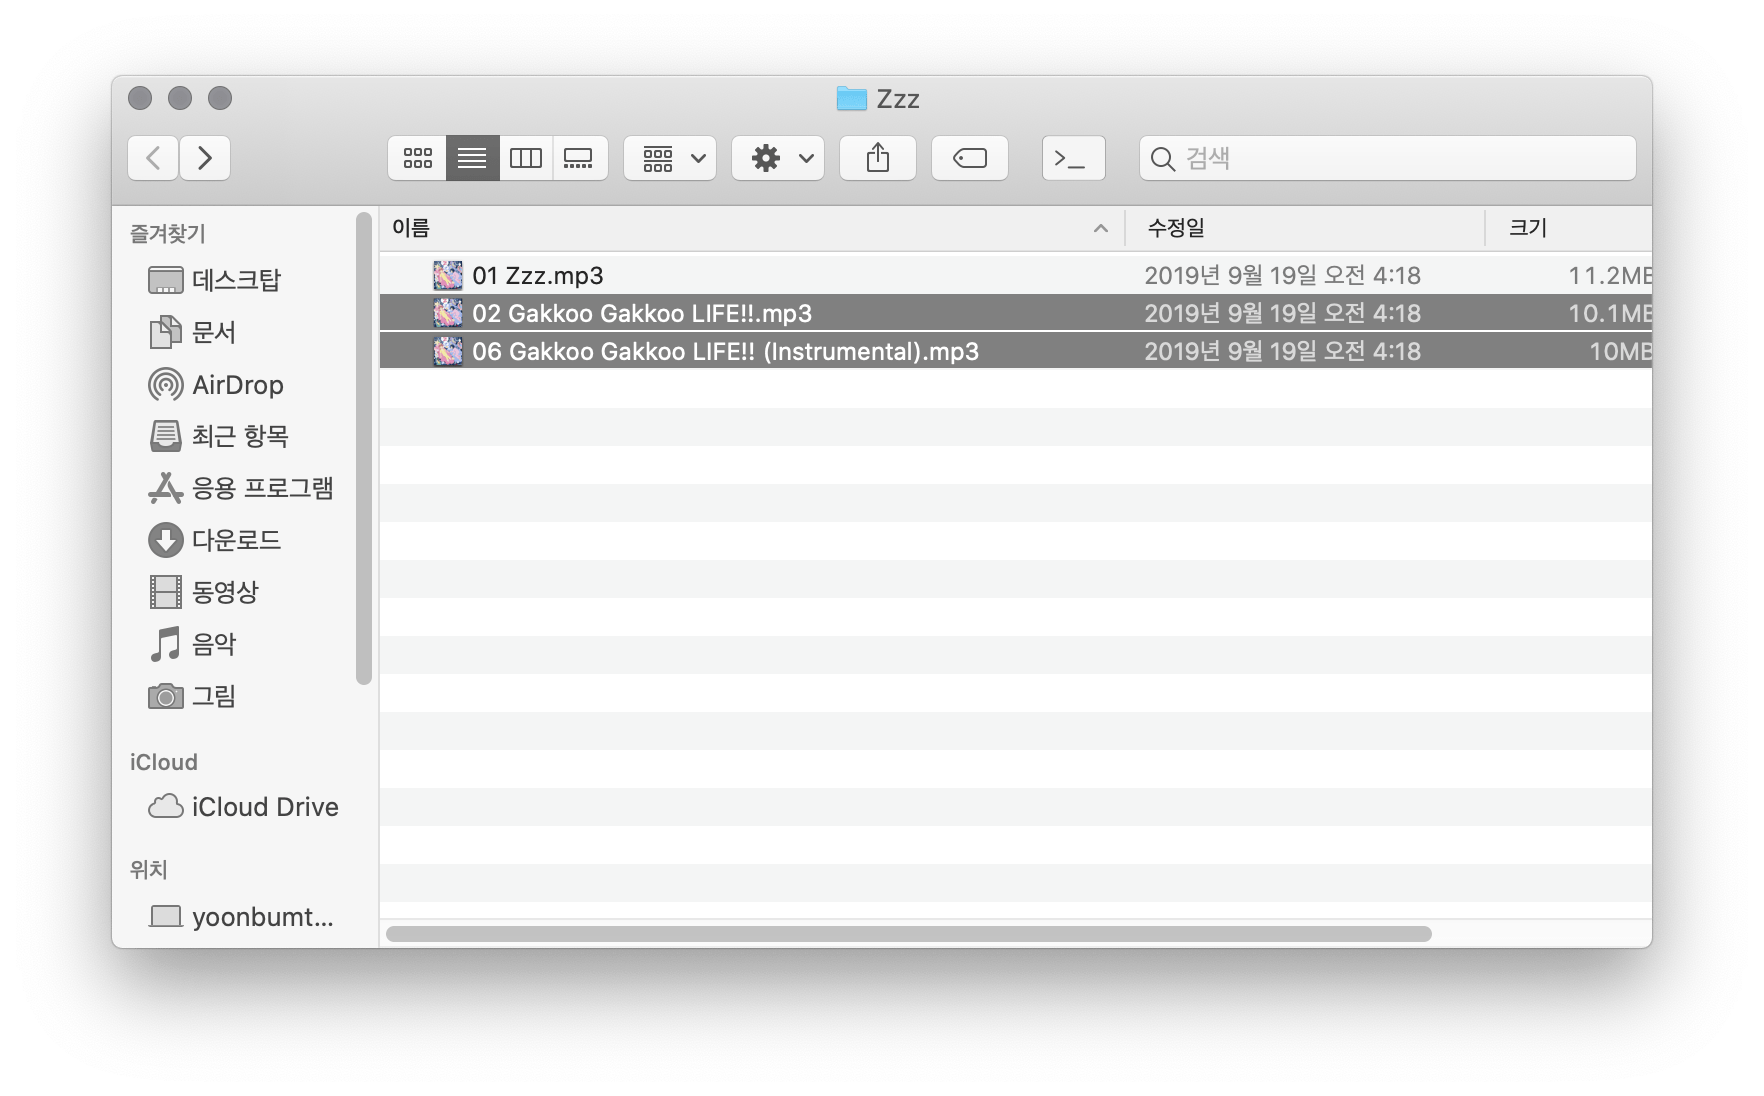 Zzz
>_
검색
즐겨찾기
데스크탑
문서
AirDrop
최근 항목
응용 프로그램
다운로드
동영상
음악
그림
iCloud
iCloud Drive
위치
yoonbumt...
이름 수정일 크기
01 Zzz.mp3 2019년 9월 19일 오전 4:18 11.2MB
02 Gakkoo Gakkoo LIFE!!.mp3 2019년 9월 19일 오전 4:18 10.1MB
06 Gakkoo Gakkoo LIFE!! (Instrumental).mp3 2019년 9월 19일 오전 4:18 10MB